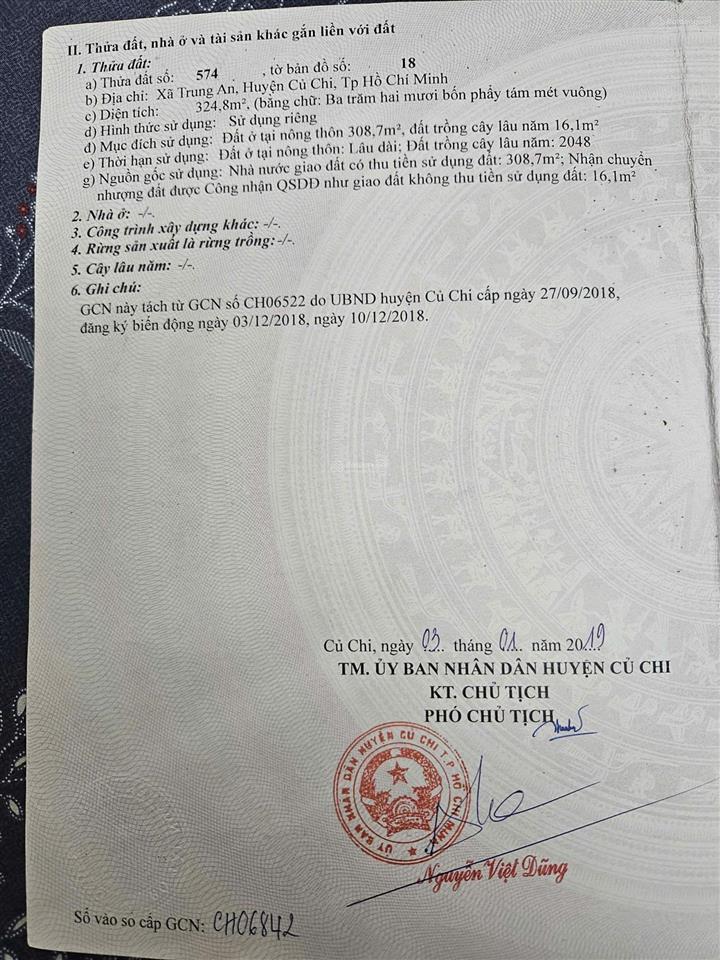 II. Thửa đất, nhà ở và tài sản khác gắn liền với đất
1. Thửa đất:
a) Thửa đất số: 574 , tờ bản đồ số: 18
b) Địa chỉ: Xã Trung An, Huyện Củ Chi, Tp Hồ Chí Minh
c) Diện tích: 324,8m², (bằng chữ: Ba trăm hai mươi bốn phẩy tám mét vuông)
d) Hình thức sử dụng: Sử dụng riêng
đ) Mục đích sử dụng: Đất ở tại nông thôn 308,7m², đất trồng cây lâu năm 16,1m²
e) Thời hạn sử dụng: Đất ở tại nông thôn: Lâu dài; Đất trồng cây lâu năm: 2048
g) Nguồn gốc sử dụng: Nhà nước giao đất có thu tiền sử dụng đất: 308,7m²; Nhận chuyển
nhượng đất được Công nhận QSDĐ như giao đất không thu tiền sử dụng đất: 16,1m²
2. Nhà ở: -/-.
3. Công trình xây dựng khác: -/-.
4. Rừng sản xuất là rừng trồng:-/-.
5. Cây lâu năm: -/-.
6. Ghi chú:
GCN này tách từ GCN số CH06522 do UBND huyện Củ Chi cấp ngày 27/09/2018,
đăng ký biến động ngày 03/12/2018, ngày 10/12/2018.
Củ Chi, ngày 03.. tháng 01.. năm 2019
TM. ỦY BAN NHÂN DÂN HUYỆN CỦ CHI
KT. CHỦ TỊCH
PHÓ CHỦ TỊCH
ỦY BAN NHÂN DÂN HUYỆN CỦ CHI T.P HỒ CHÍ MINH
Nguyễn Việt Dũng
Số vào sổ cấp GCN: CH06842